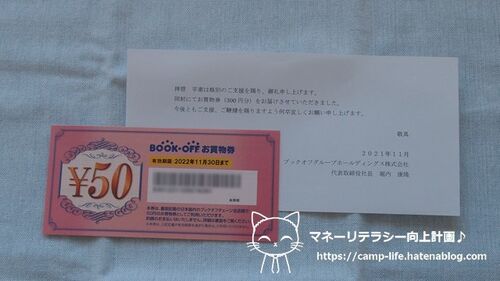 拝啓 平素は格別のご支援を賜り、御礼申し上げます。
同封にてお買物券(300円分)をお届けさせていただきました。
今後ともご支援、ご鞭撻を賜りますよう何卒宜しくお願い申し上げます。
敬具
2021年11月
ブックオフグループホールディングス株式会社
代表取締役社長 堀内 康隆
BOOK-OFF お買物券
有効期限 2022年11月30日まで
¥50
マネーリテラシー向上計画♪
https://camp-life.hatenablog.com